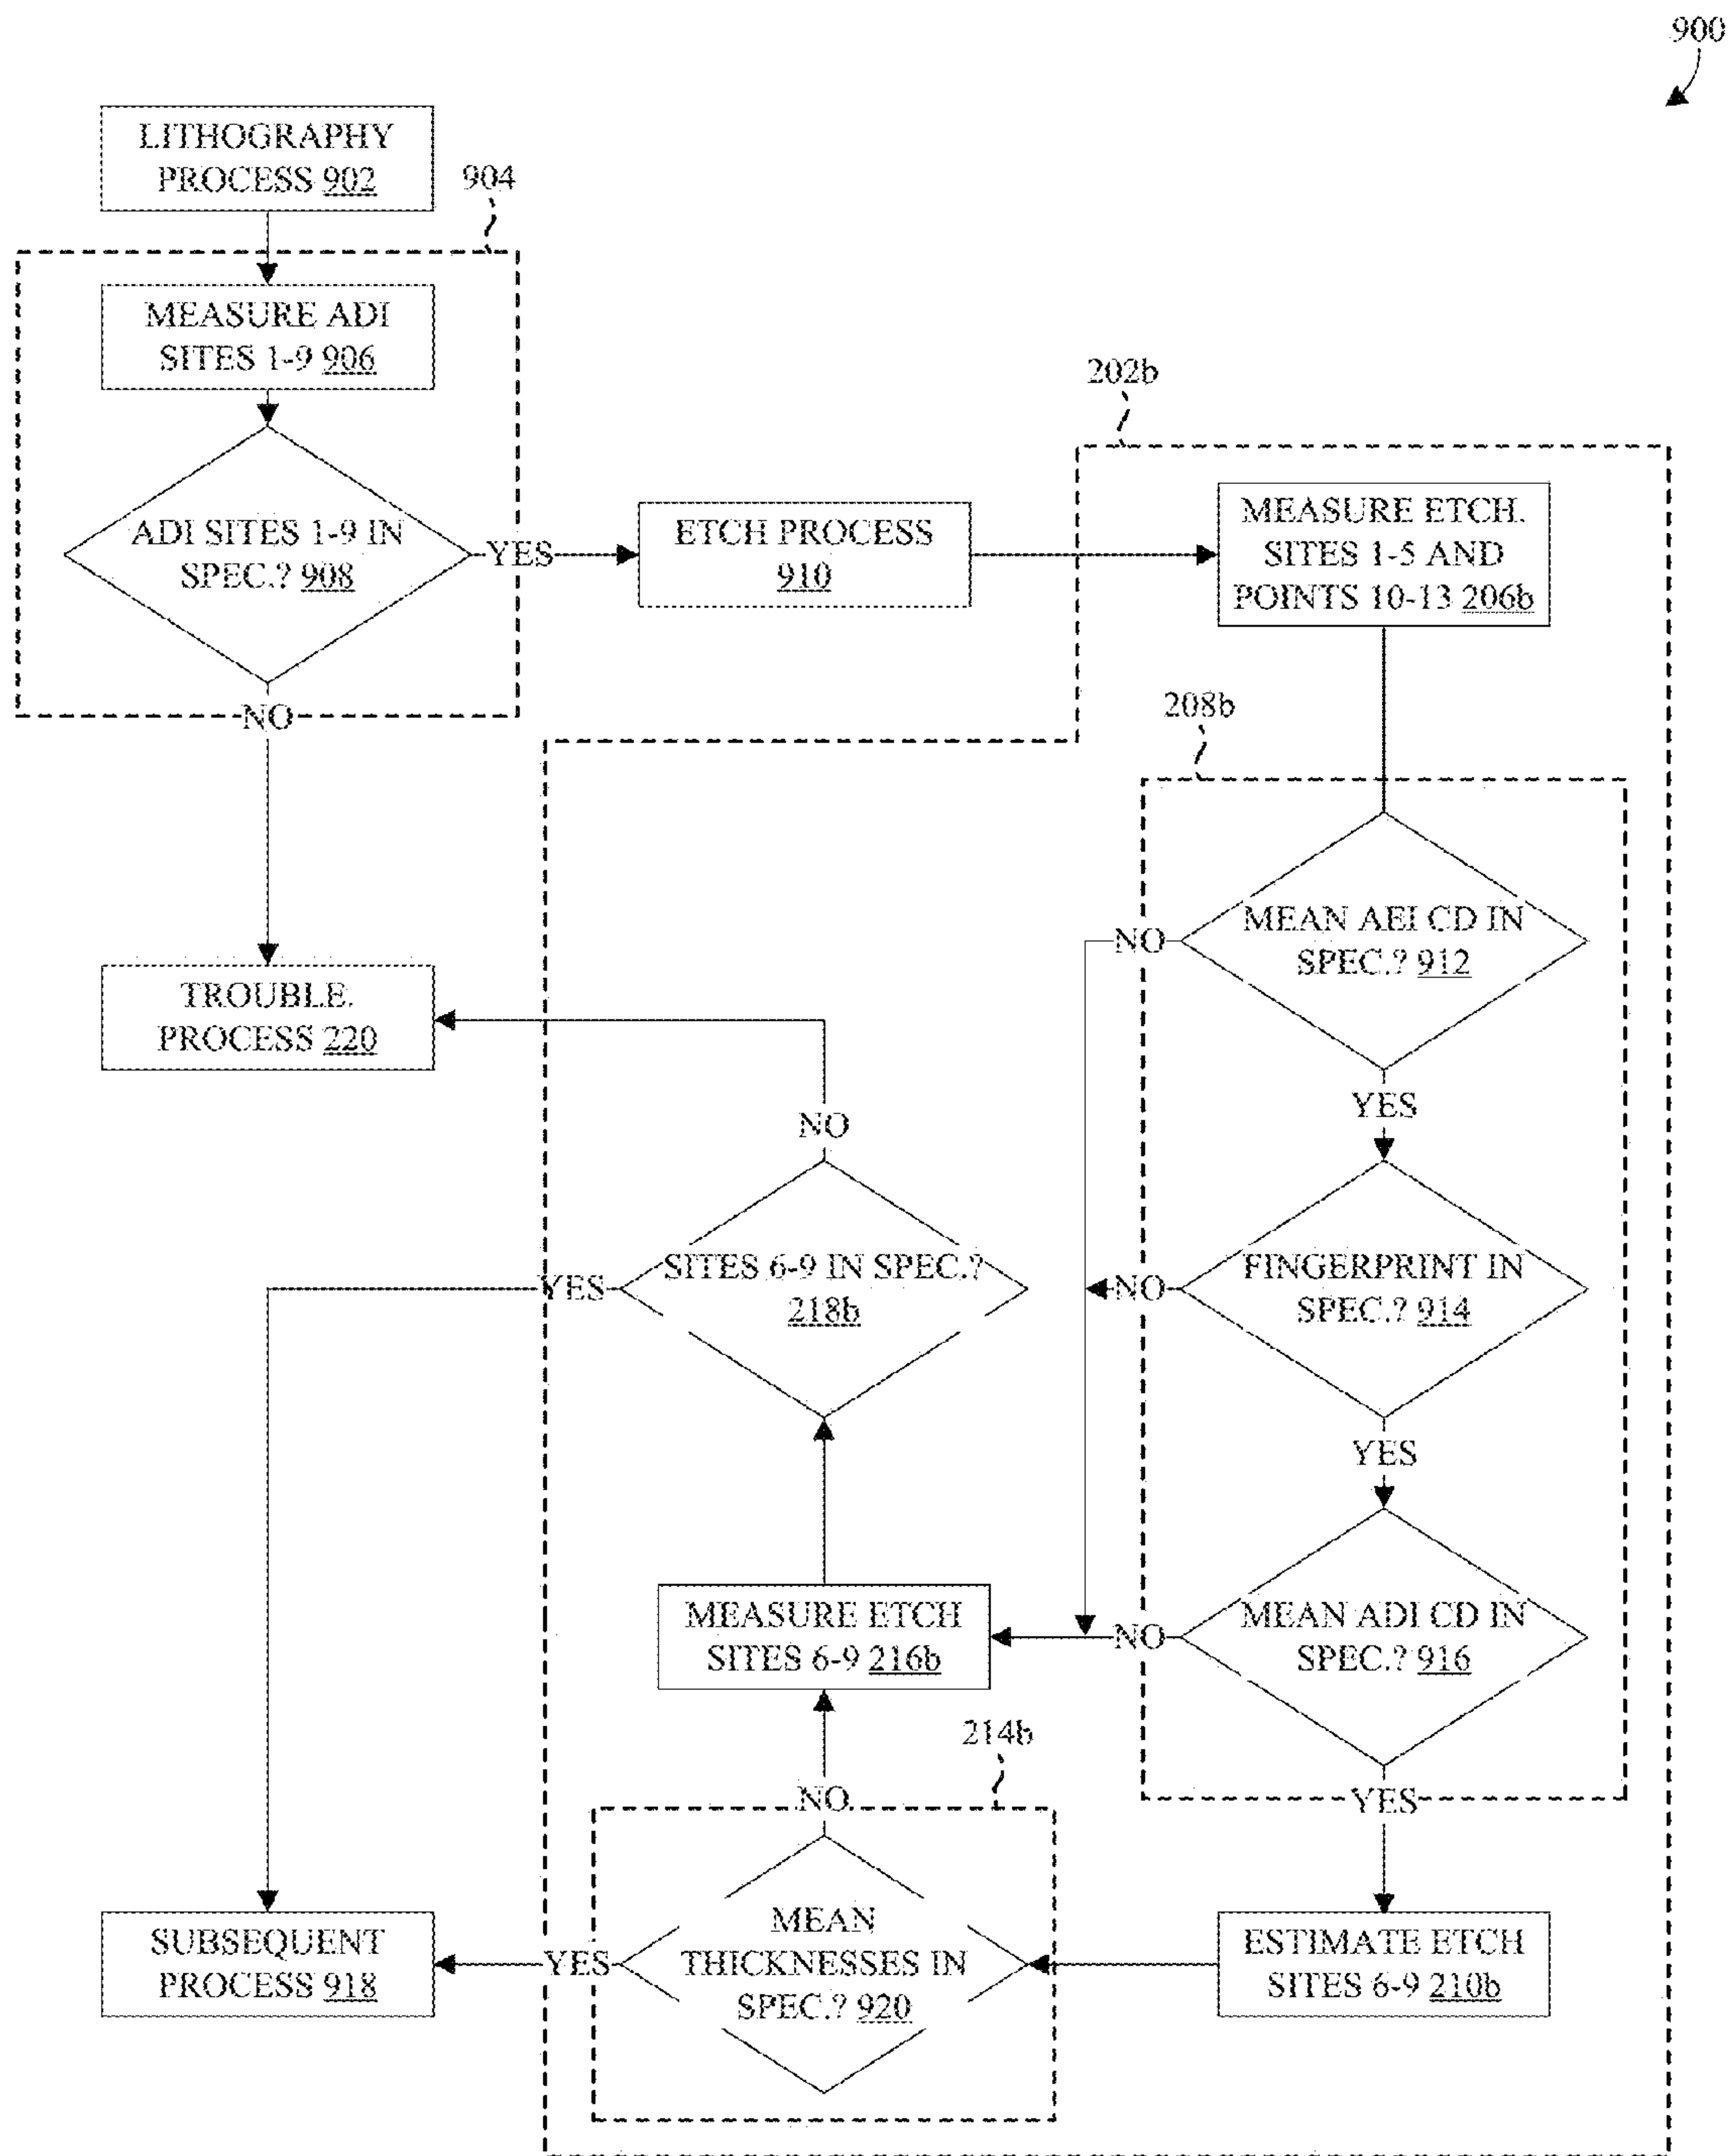 900
LITHOGRAPHY
PROCESS 902
904
MEASURE ADI
SITES 1-9 906
202b
ADI SITES 1-9 IN
SPEC.? 908
YES
ETCH PROCESS
910
MEASURE ETCH.
SITES 1-5 AND
POINTS 10-13 206b
NO
208b
MEAN AEI CD IN
SPEC.? 912
NO
TROUBLE.
PROCESS 220
YES
NO
FINGERPRINT IN
SPEC.? 914
NO
SITES 6-9 IN SPEC.?
218b
YES
YES
MEASURE ETCH
SITES 6-9 216b
NO
MEAN ADI CD IN
SPEC.? 916
214b
NO
YES
SUBSEQUENT
PROCESS 918
YES
MEAN
THICKNESSES IN
SPEC.? 920
ESTIMATE ETCH
SITES 6-9 210b